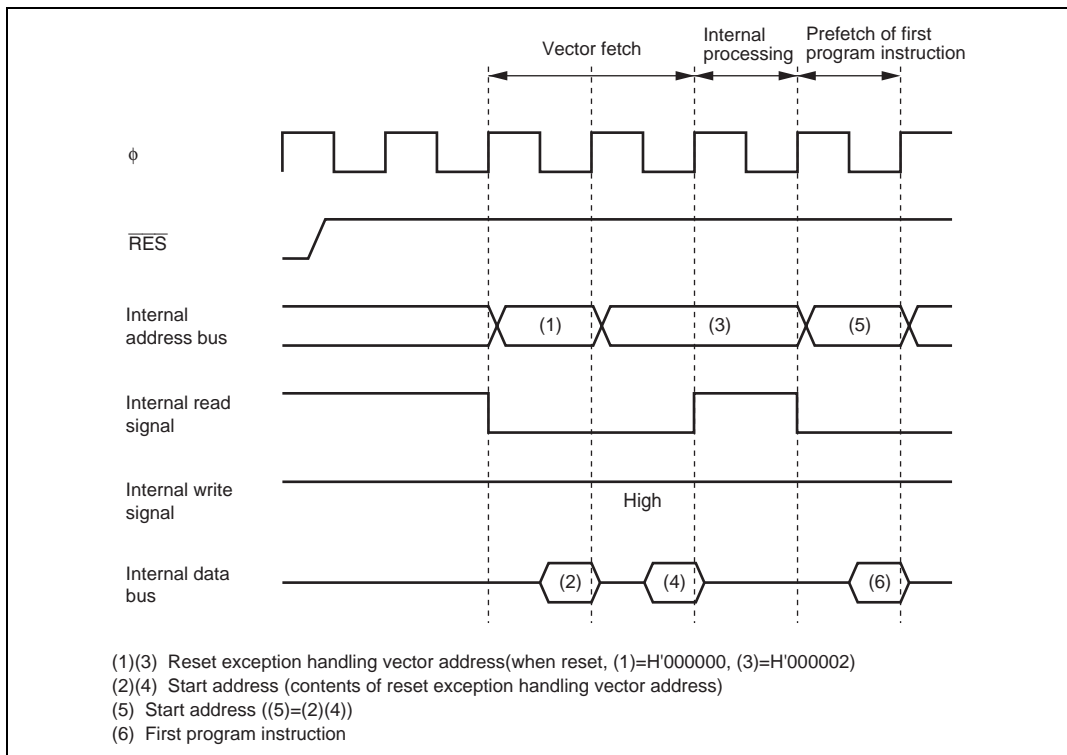 Vector fetch
Internal
processing
Prefetch of first
program instruction
ϕ
RES
Internal
address bus
(1)
(3)
(5)
Internal read
signal
Internal write
signal
High
Internal data
bus
(2)
(4)
(6)
(1)(3) Reset exception handling vector address(when reset, (1)=H'000000, (3)=H'000002)
(2)(4) Start address (contents of reset exception handling vector address)
(5) Start address ((5)=(2)(4))
(6) First program instruction